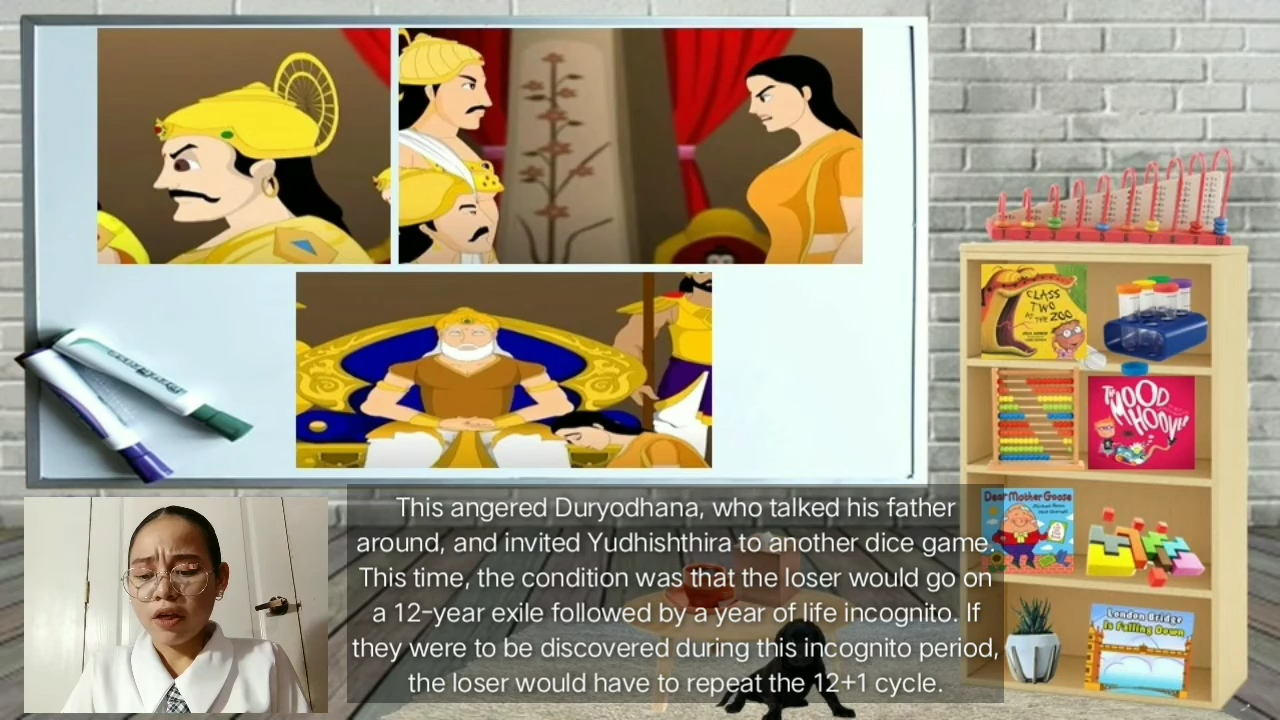 CLASS
TWO
AT THE ZOO
THE MOOD
HOOVER
Dear Mother Goose
This angered Duryodhana, who talked his father
around, and invited Yudhishthira to another dice game.
This time, the condition was that the loser would go on
a 12-year exile followed by a year of life incognito. If
they were to be discovered during this incognito period,
the loser would have to repeat the 12+1 cycle.
London Bridge
Is Falling Down